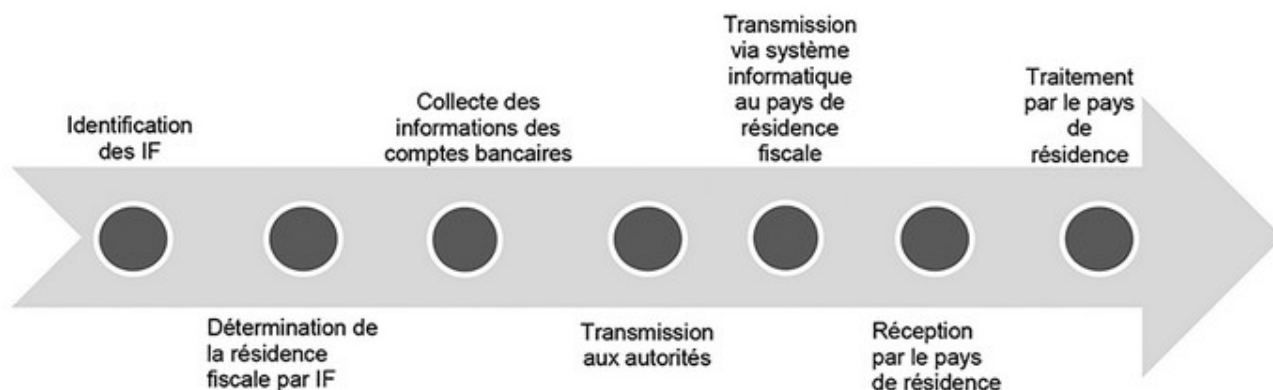 Identification
des IF
Détermination de
la résidence
fiscale par IF
Collecte des
informations des
comptes bancaires
Transmission
aux autorités
Transmission
via système
informatique
au pays de
résidence
fiscale
Réception
par le pays
de résidence
Traitement
par le pays
de
résidence